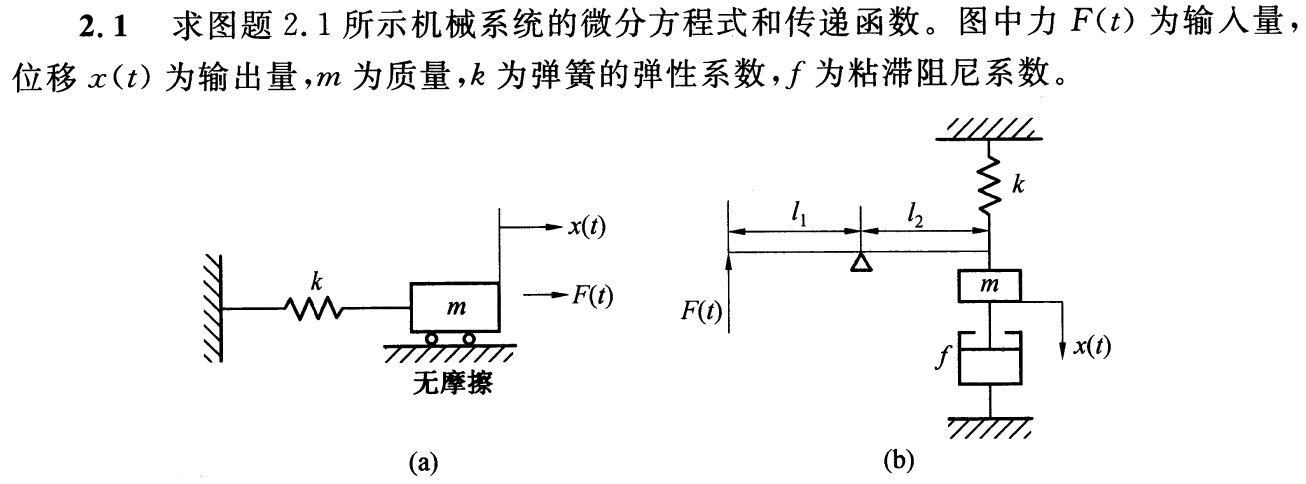 2.1 求图题 2.1 所示机械系统的微分方程式和传递函数。图中力 F(t) 为输入量，
位移 x(t) 为输出量，m 为质量，k 为弹簧的弹性系数，f 为粘滞阻尼系数。
k
x(t)
F(t)
m
无摩擦
(a)
k
l₁
l₂
F(t)
m
f
x(t)
(b)